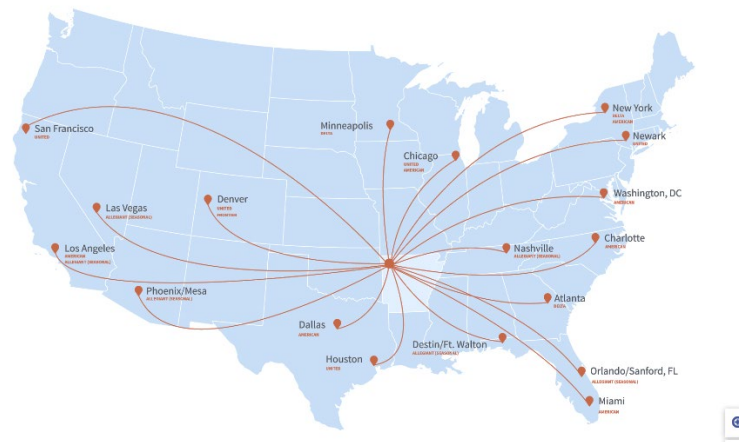 New York
DELTA
AMERICAN
San Francisco
UNITED
Minneapolis
DELTA
Newark
UNITED
Chicago
UNITED
AMERICAN
Washington, DC
AMERICAN
Denver
UNITED
FRONTIER
Las Vegas
ALLEGIANT (SEASONAL)
Charlotte
AMERICAN
Los Angeles
AMERICAN
ALLEGIANT (SEASONAL)
Nashville
ALLEGIANT (SEASONAL)
Phoenix/Mesa
ALLEGIANT (SEASONAL)
Atlanta
DELTA
Dallas
AMERICAN
Destin/Ft. Walton
ALLEGIANT (SEASONAL)
Houston
UNITED
Orlando/Sanford, FL
ALLEGIANT (SEASONAL)
Miami
AMERICAN